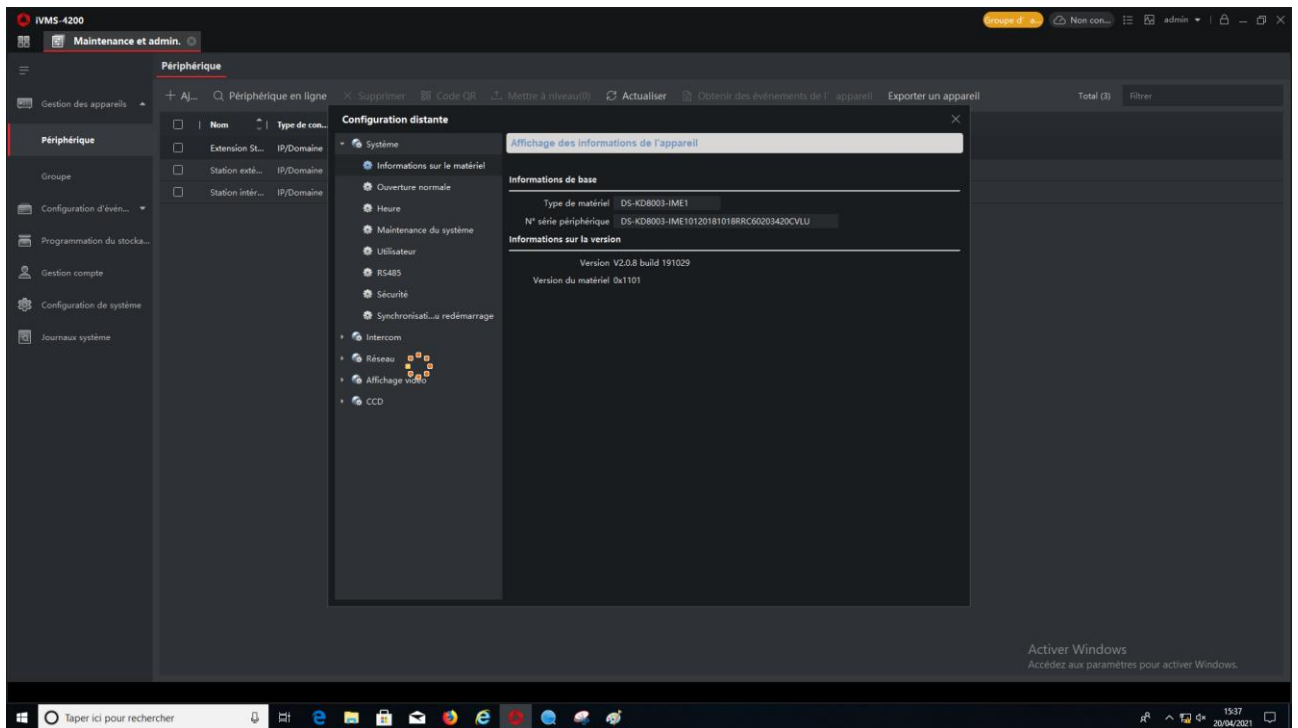 iVMS-4200
Groupe d' a...
Non con...
admin
Maintenance et admin.
Périphérique
Gestion des appareils
Périphérique
Groupe
Configuration d'évén...
Programmation du stocka...
Gestion compte
Configuration de système
Journaux système
Aj... Périphérique en ligne Supprimer Code QR Mettre à niveau(0) Actualiser Obtenir des événements de l' appareil Exporter un appareil Total (3) Filtrer
Nom Type de con...
Extension St... IP/Domaine
Station exté... IP/Domaine
Station intér... IP/Domaine
Configuration distante
Système
Informations sur le matériel
Ouverture normale
Heure
Maintenance du système
Utilisateur
RS485
Sécurité
Synchronisati...u redémarrage
Intercom
Réseau
Affichage vidéo
CCD
Affichage des informations de l'appareil
Informations de base
Type de matériel DS-KD8003-IME1
N° série périphérique DS-KD8003-IME10120181018RRC60203420CVLU
Informations sur la version
Version V2.0.8 build 191029
Version du matériel 0x1101
Activer Windows
Accédez aux paramètres pour activer Windows.
Taper ici pour rechercher
15:37
20/04/2021